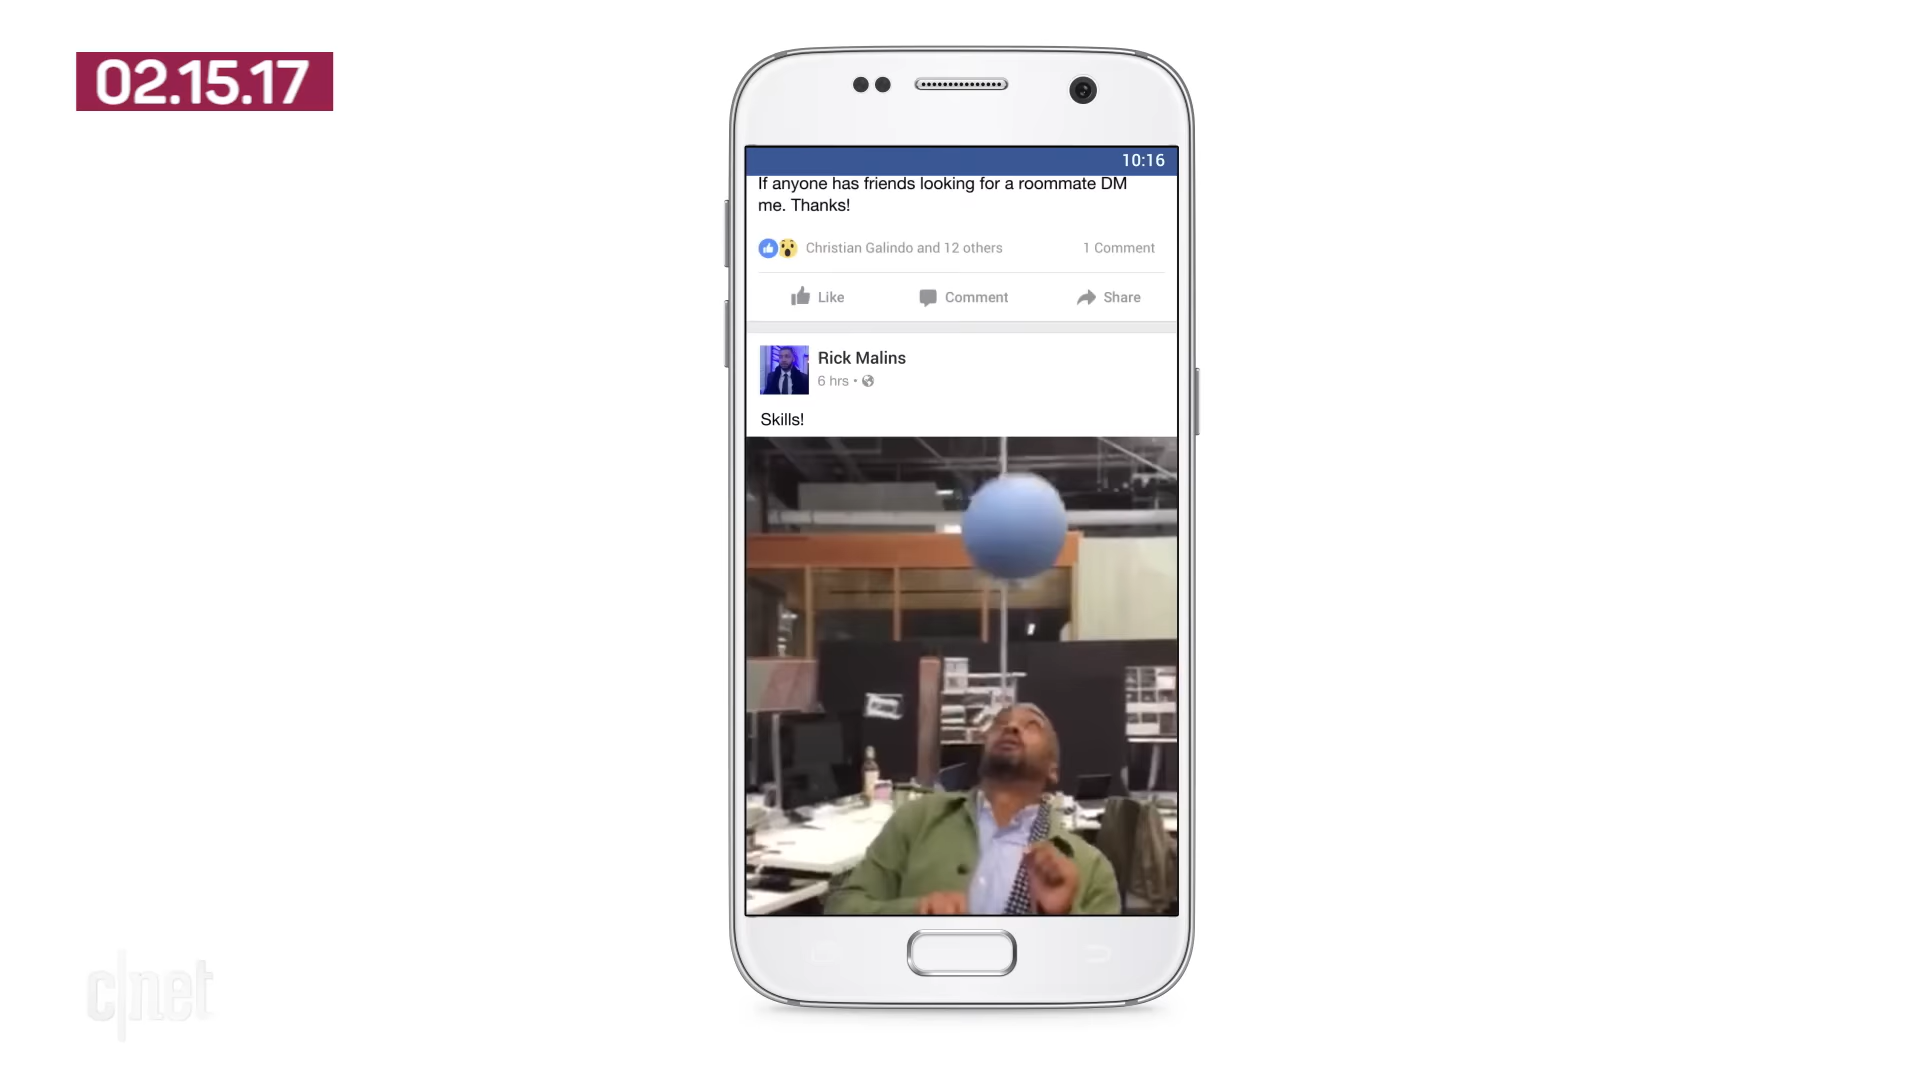 02.15.17
10:16
If anyone has friends looking for a roommate DM
me. Thanks!
Christian Galindo and 12 others 1 Comment
Like Comment Share
Rick Malins
6 hrs •
Skills!
c|net